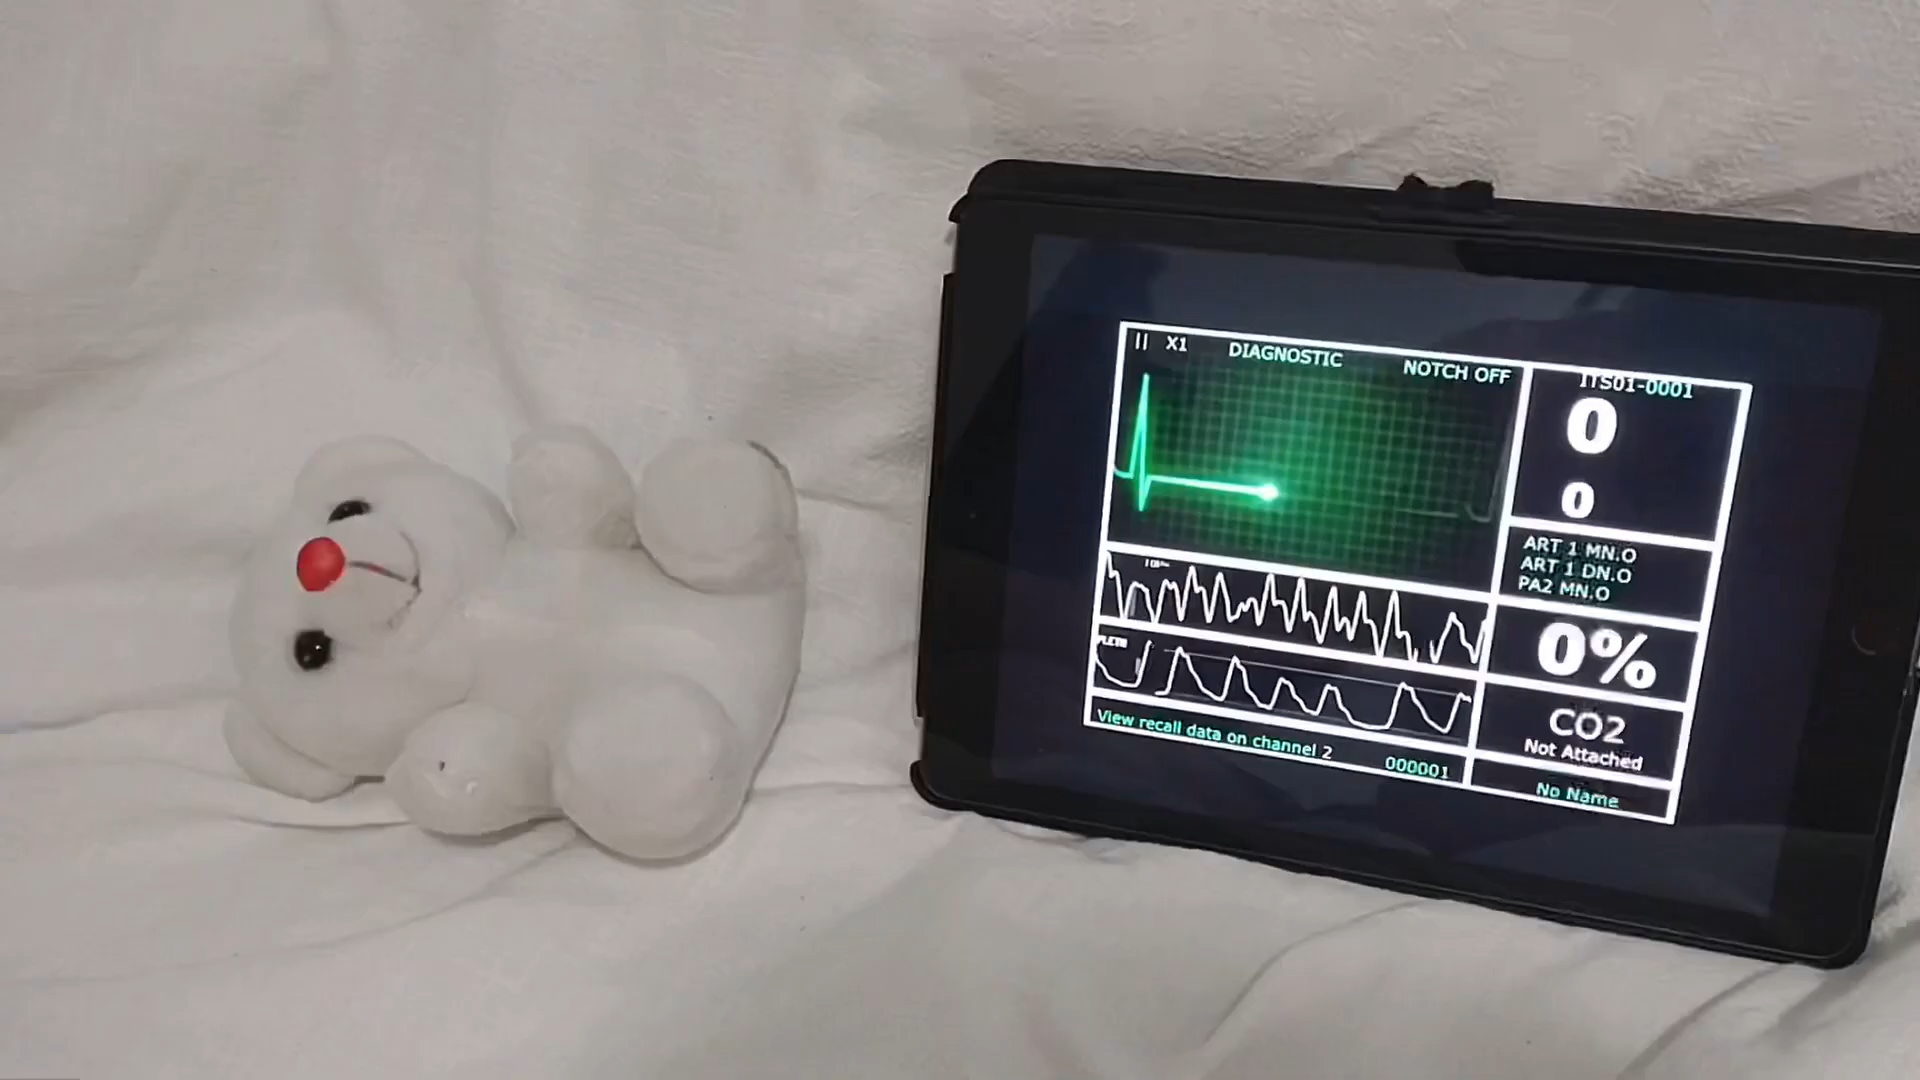 X1 DIAGNOSTIC NOTCH OFF
ITS01-0001
0
0
ART 1 MN.O
ART 1 DN.O
PA2 MN.O
PLETH
0%
CO2
Not Attached
View recall data on channel 2 000001
No Name